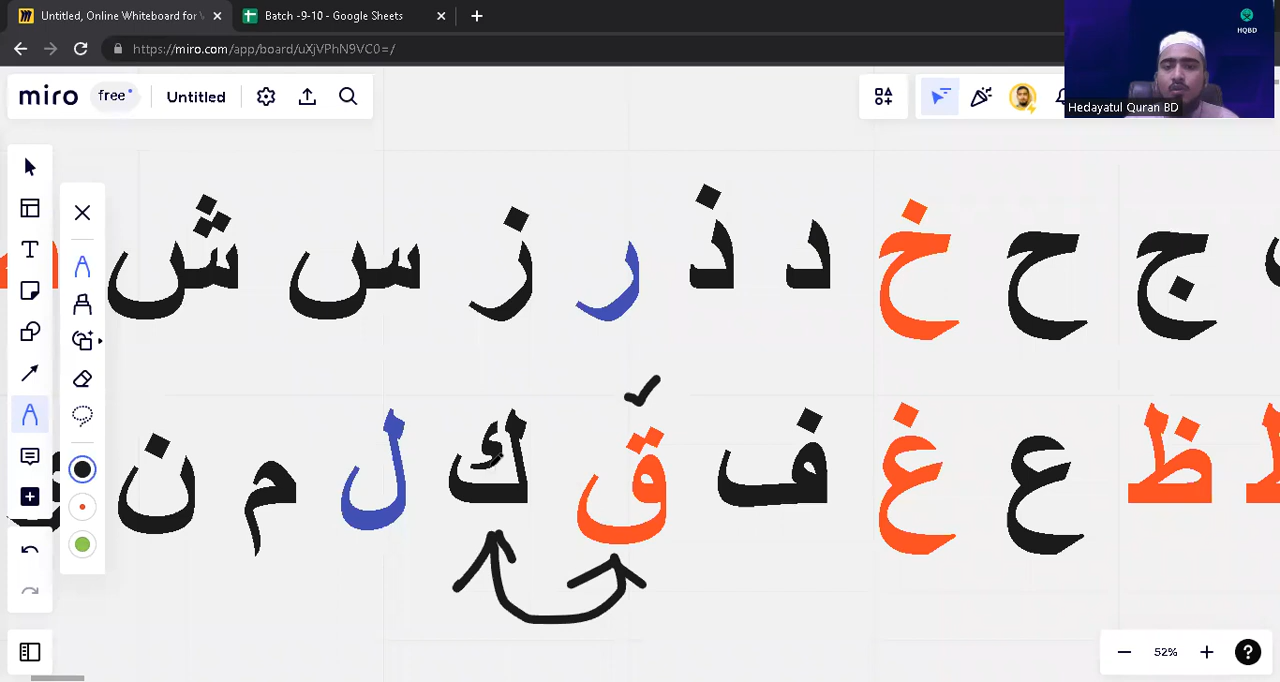 Untitled, Online Whiteboard for
Batch -9-10 - Google Sheets
https://miro.com/app/board/uXjVPhN9VC0=/
HQBD
miro
free
Untitled
Hedayatul Quran BD
ج ح خ د ذ ر ز س ش
ظ ع غ ف ق ك ل م ن
T
52%
?